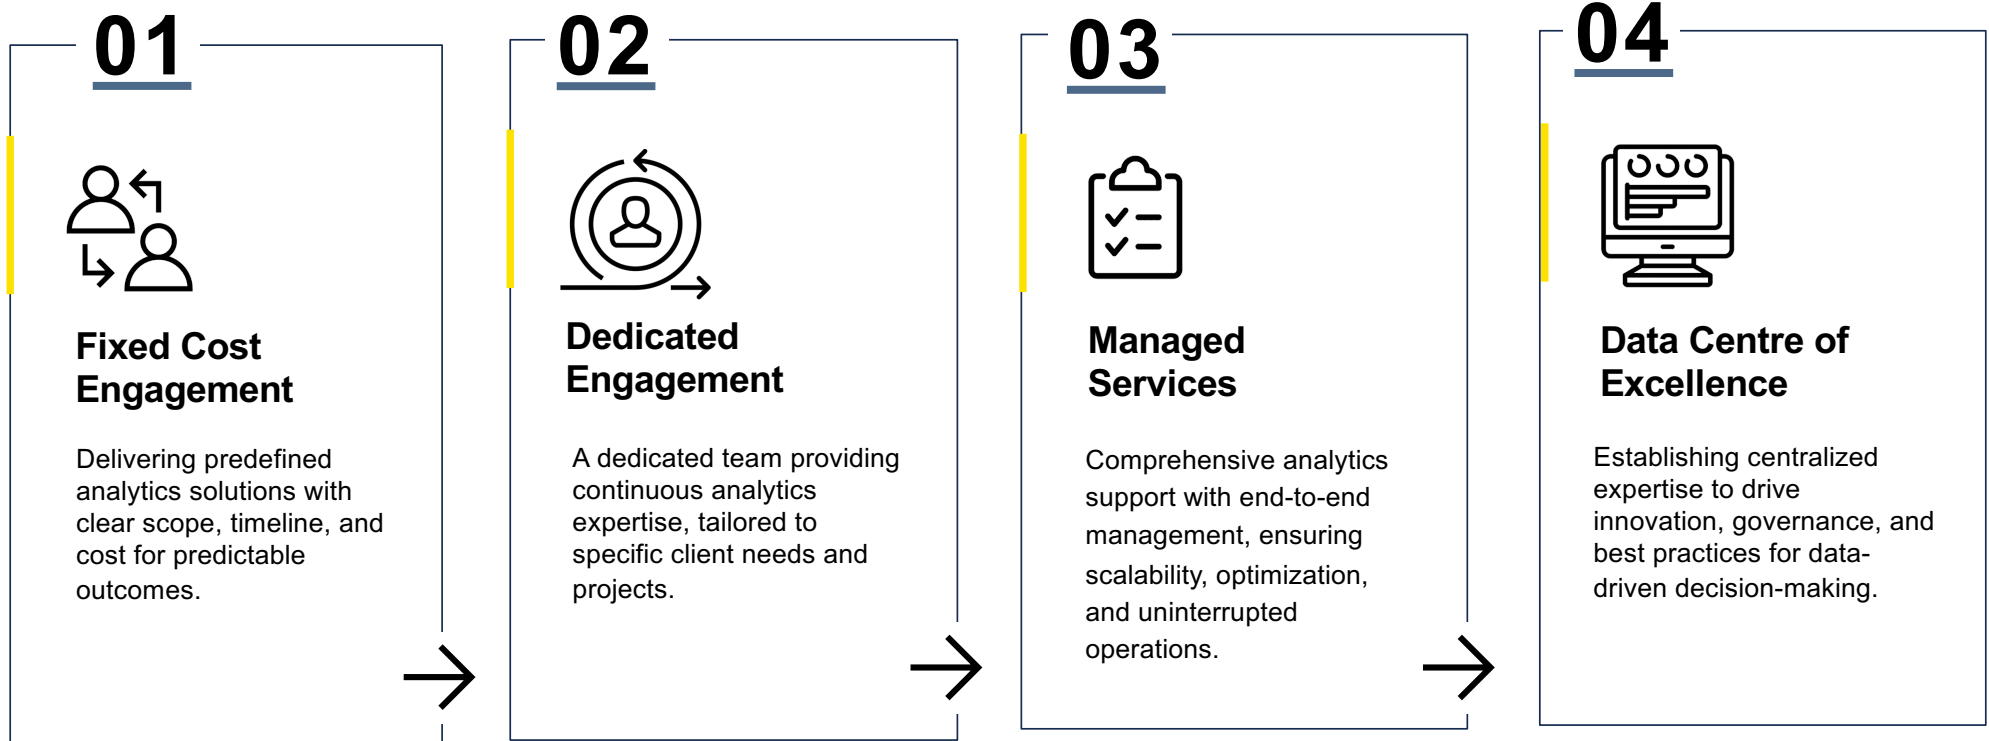 01
Fixed Cost
Engagement
Delivering predefined
analytics solutions with
clear scope, timeline, and
cost for predictable
outcomes.
02
Dedicated
Engagement
A dedicated team providing
continuous analytics
expertise, tailored to
specific client needs and
projects.
03
Managed
Services
Comprehensive analytics
support with end-to-end
management, ensuring
scalability, optimization,
and uninterrupted
operations.
04
Data Centre of
Excellence
Establishing centralized
expertise to drive
innovation, governance, and
best practices for data-
driven decision-making.